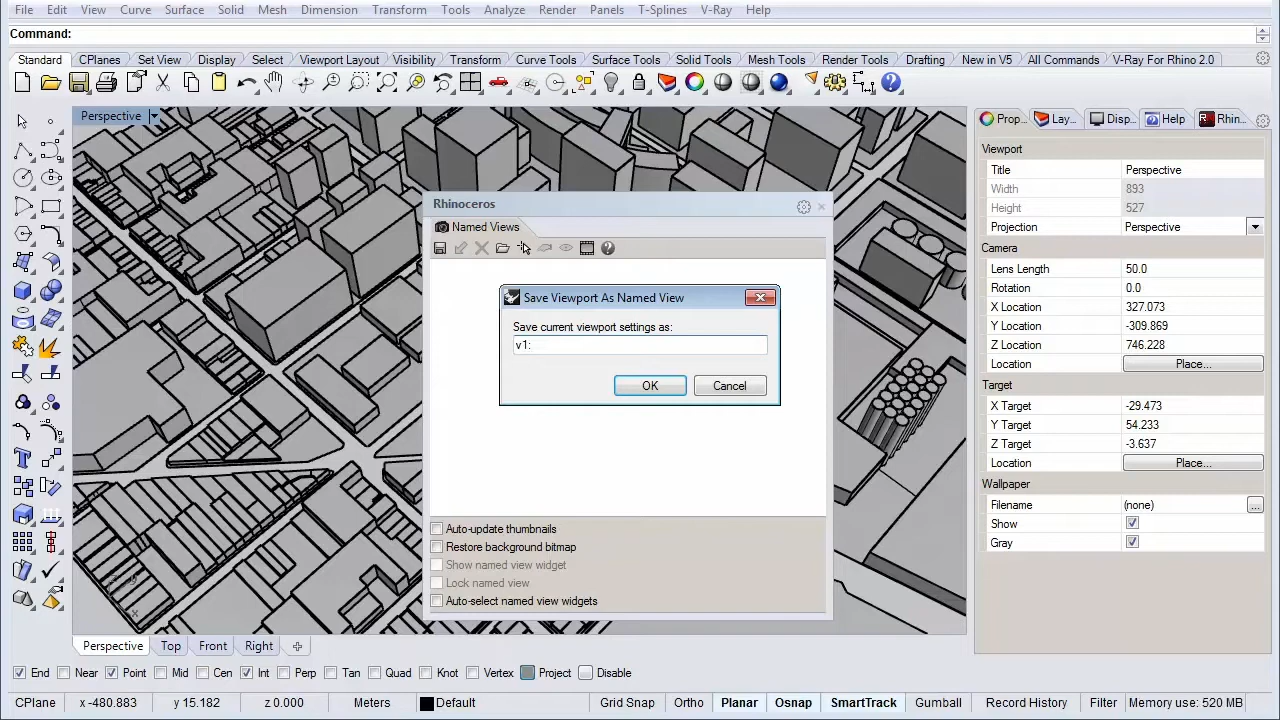 File Edit View Curve Surface Solid Mesh Dimension Transform Tools Analyze Render Panels T-Splines V-Ray Help
Command:
Standard CPlanes Set View Display Select Viewport Layout Visibility Transform Curve Tools Surface Tools Solid Tools Mesh Tools Render Tools Drafting New in V5 All Commands V-Ray For Rhino 2.0
Perspective
Prop... Lay... Disp... Help Rhin...
Viewport
Title Perspective
Width 893
Height 527
Projection Perspective
Camera
Lens Length 50.0
Rotation 0.0
X Location 327.073
Y Location -309.869
Z Location 746.228
Location Place...
Target
X Target -29.473
Y Target 54.233
Z Target -3.637
Location Place...
Wallpaper
Filename (none) ...
Show
Gray
Rhinoceros
Named Views
Save Viewport As Named View
Save current viewport settings as:
v1:
OK Cancel
Auto-update thumbnails
Restore background bitmap
Show named view widget
Lock named view
Auto-select named view widgets
Perspective Top Front Right
End Near Point Mid Cen Int Perp Tan Quad Knot Vertex Project Disable
CPlane x -480.883 y 15.182 z 0.000 Meters Default Grid Snap Ortho Planar Osnap SmartTrack Gumball Record History Filter Memory use: 520 MB